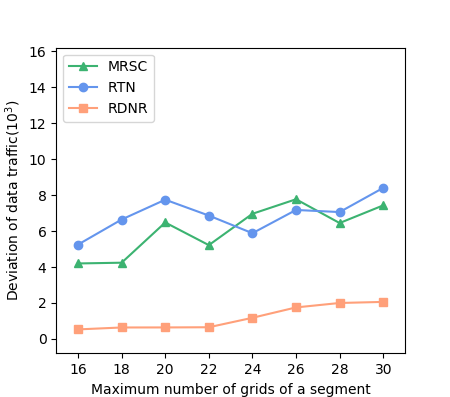 MRSC
RTN
RDNR
16
14
12
10
8
6
4
2
0
Deviation of data traffic(10³)
16 18 20 22 24 26 28 30
Maximum number of grids of a segment